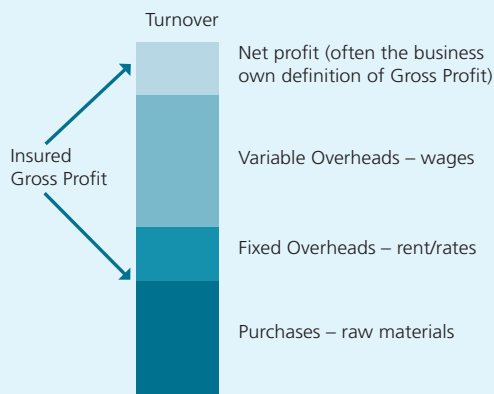 Turnover
Net profit (often the business
own definition of Gross Profit)
Insured
Gross Profit
Variable Overheads – wages
Fixed Overheads – rent/rates
Purchases – raw materials